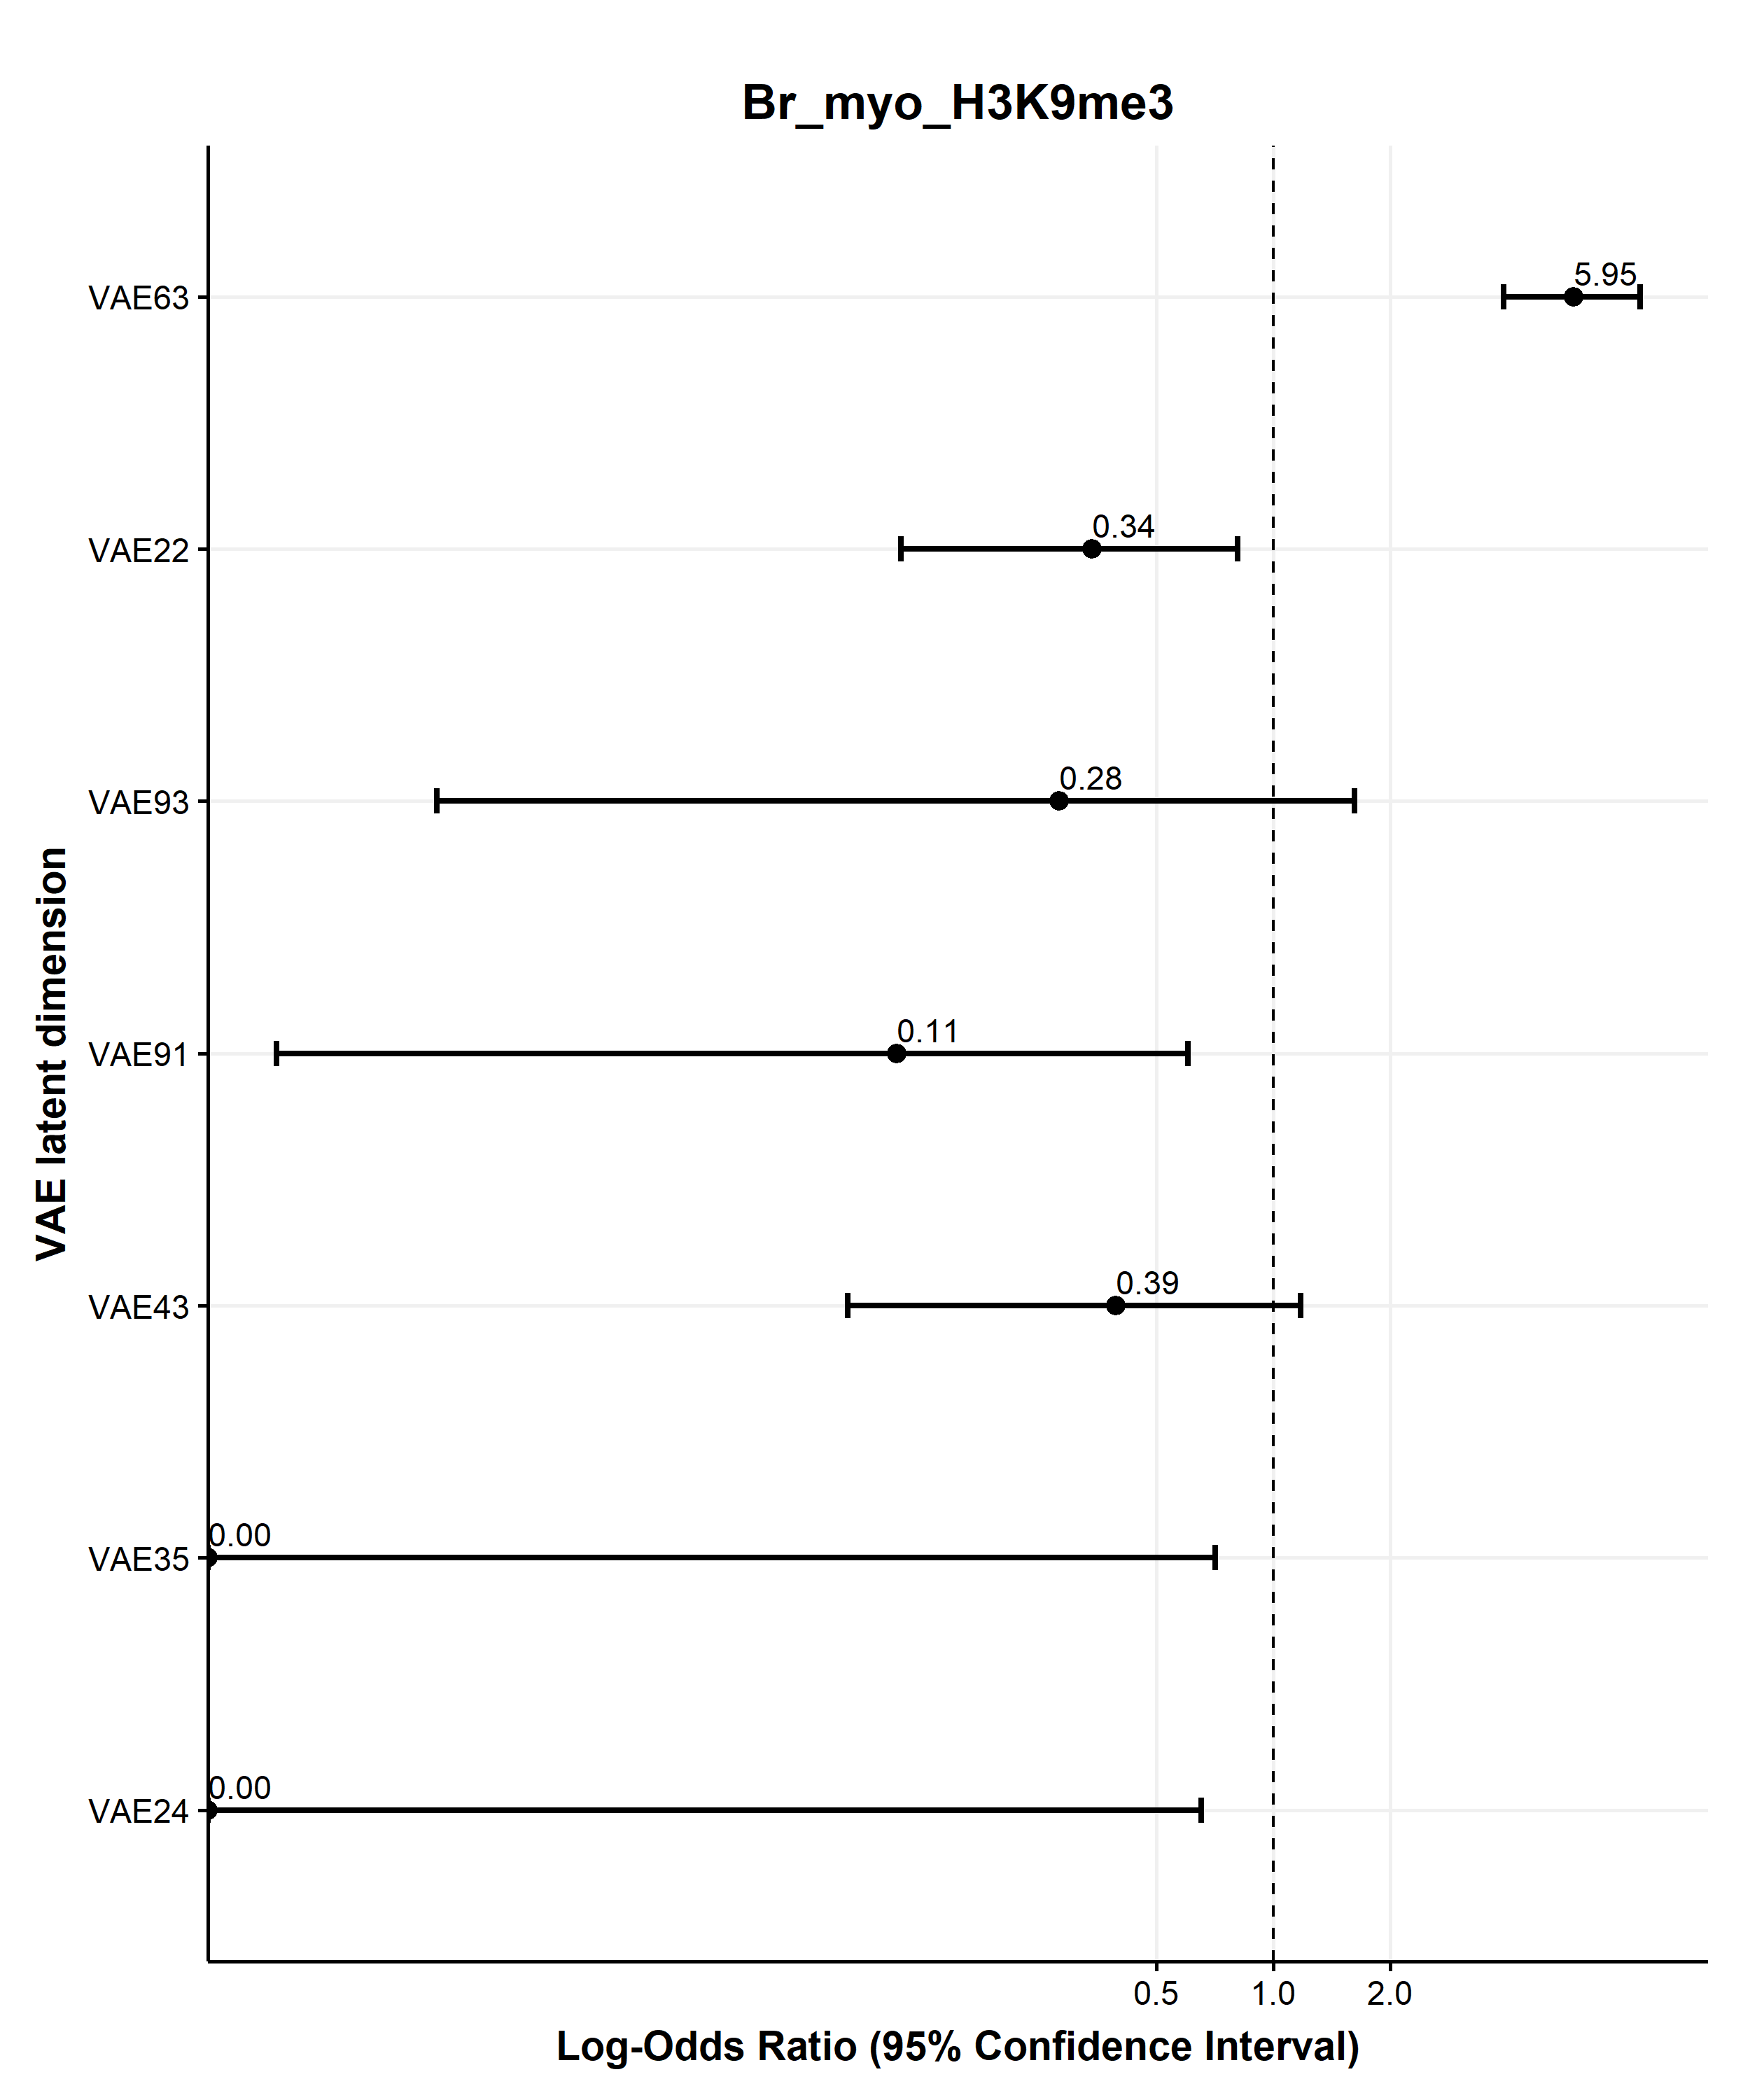 Br_myo_H3K9me3
VAE latent dimension
VAE63
5.95
VAE22
0.34
VAE93
0.28
VAE91
0.11
VAE43
0.39
VAE35
0.00
VAE24
0.00
0.5 1.0 2.0
Log-Odds Ratio (95% Confidence Interval)